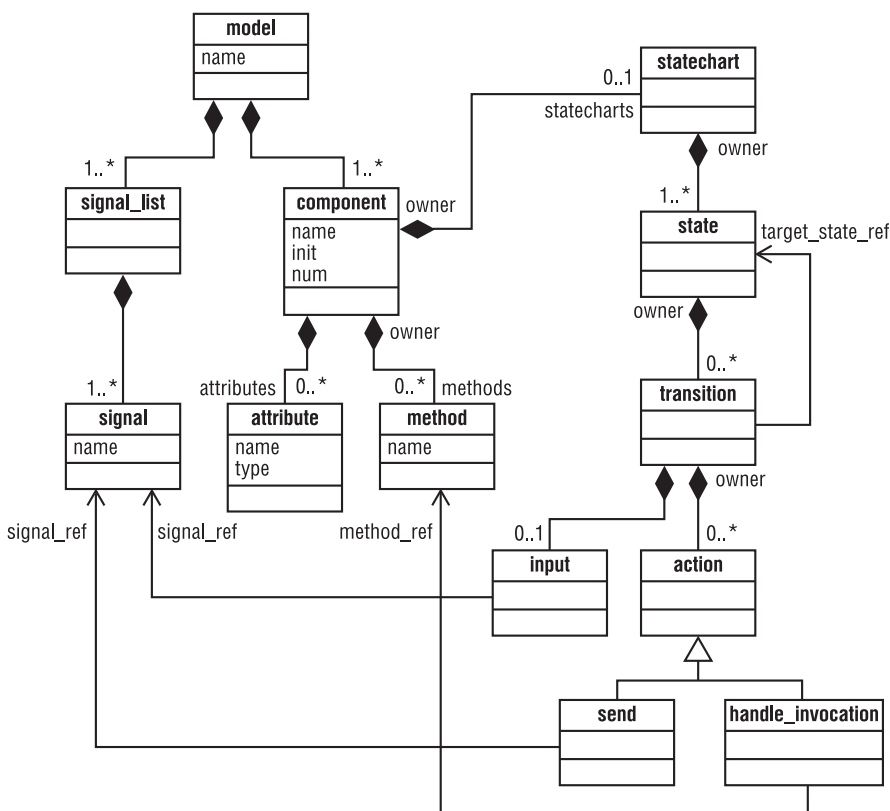 model
name
statechart
0..1
statecharts
owner
1..*
1..*
1..*
signal_list
component
owner
name
init
num
state
target_state_ref
owner
owner
0..*
attributes
0..*
0..*
methods
1..*
transition
signal
name
attribute
name
type
method
name
owner
signal_ref
signal_ref
method_ref
0..1
0..*
input
action
send
handle_invocation